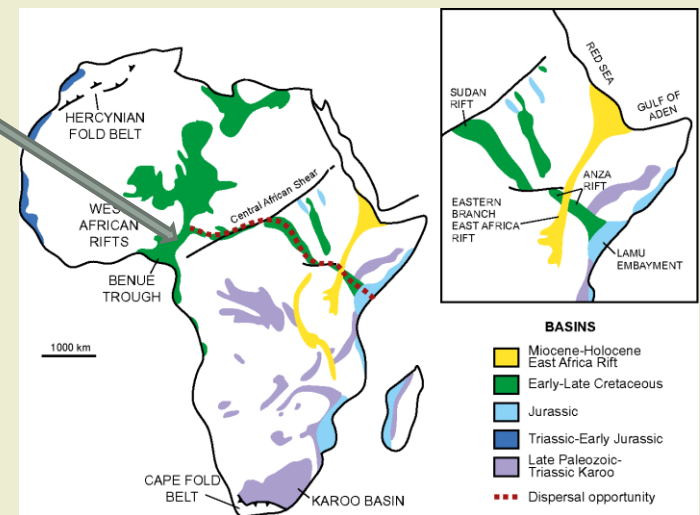 HERCYNIAN
FOLD BELT
WEST
AFRICAN
RIFTS
BENUE
TROUGH
Central African Shear
1000 km
CAPE FOLD
BELT
KAROO BASIN
RED SEA
GULF OF
ADEN
SUDAN
RIFT
ANZA
RIFT
EASTERN
BRANCH
EAST AFRICA
RIFT
LAMU
EMBAYMENT
BASINS
Miocene-Holocene
East Africa Rift
Early-Late Cretaceous
Jurassic
Triassic-Early Jurassic
Late Paleozoic-
Triassic Karoo
Dispersal opportunity